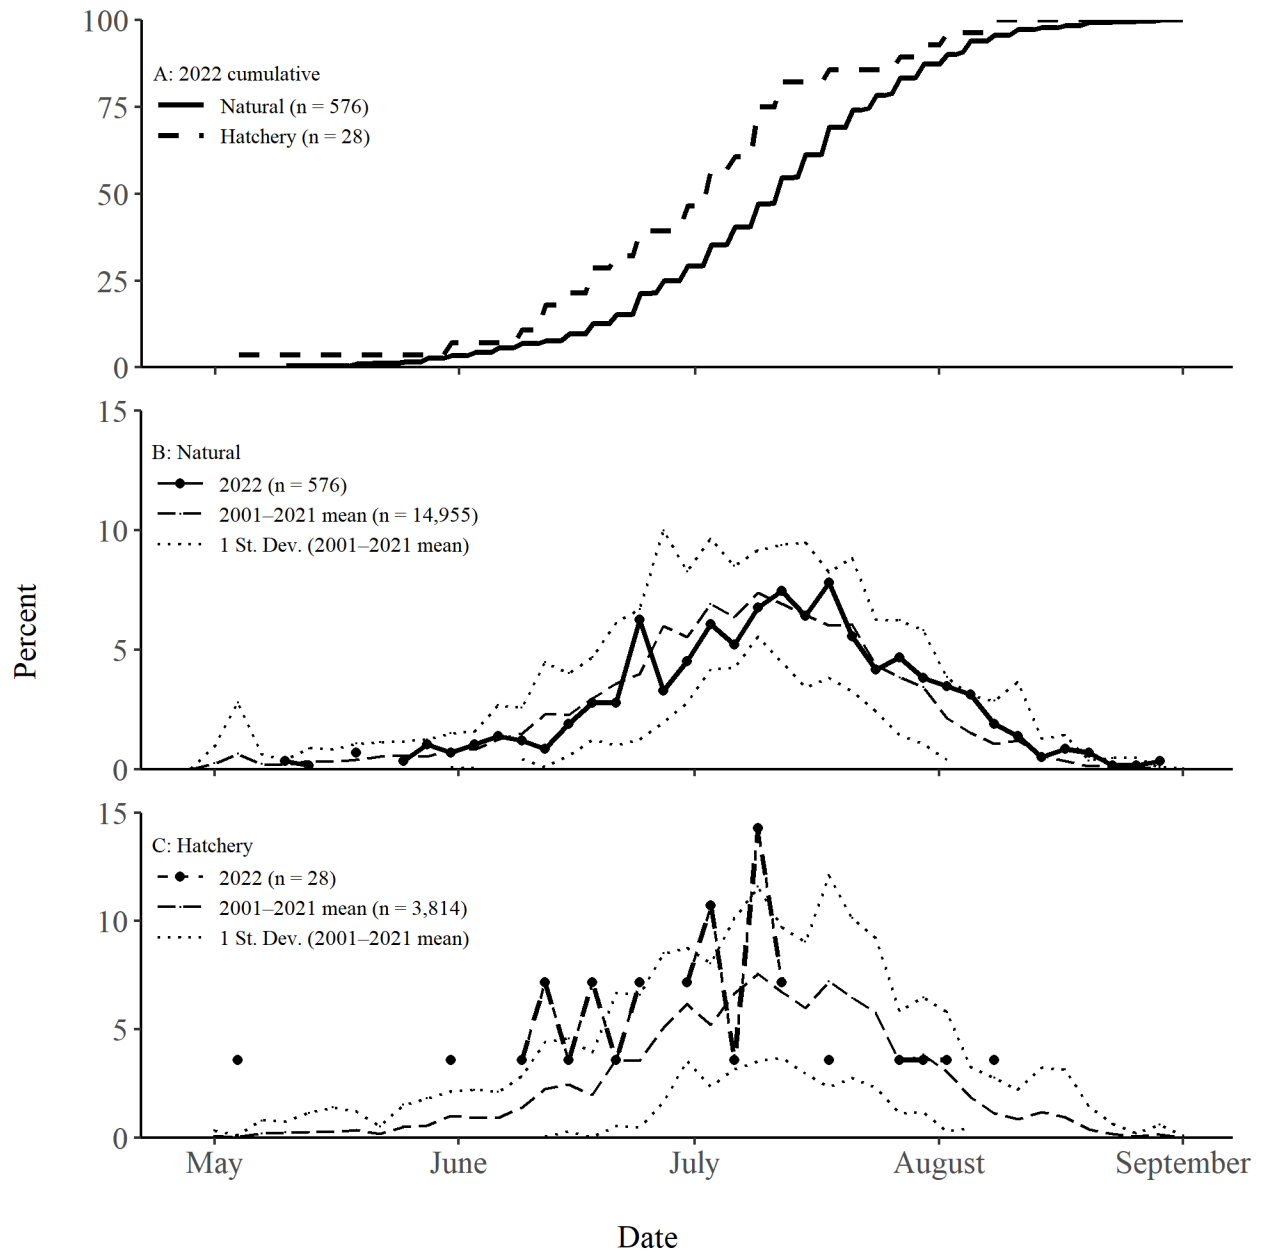 100
75
50
25
0
A: 2022 cumulative
Natural (n = 576)
Hatchery (n = 28)
15
10
5
0
B: Natural
2022 (n = 576)
2001–2021 mean (n = 14,955)
1 St. Dev. (2001–2021 mean)
Percent
15
10
5
0
C: Hatchery
2022 (n = 28)
2001–2021 mean (n = 3,814)
1 St. Dev. (2001–2021 mean)
May June July August September
Date